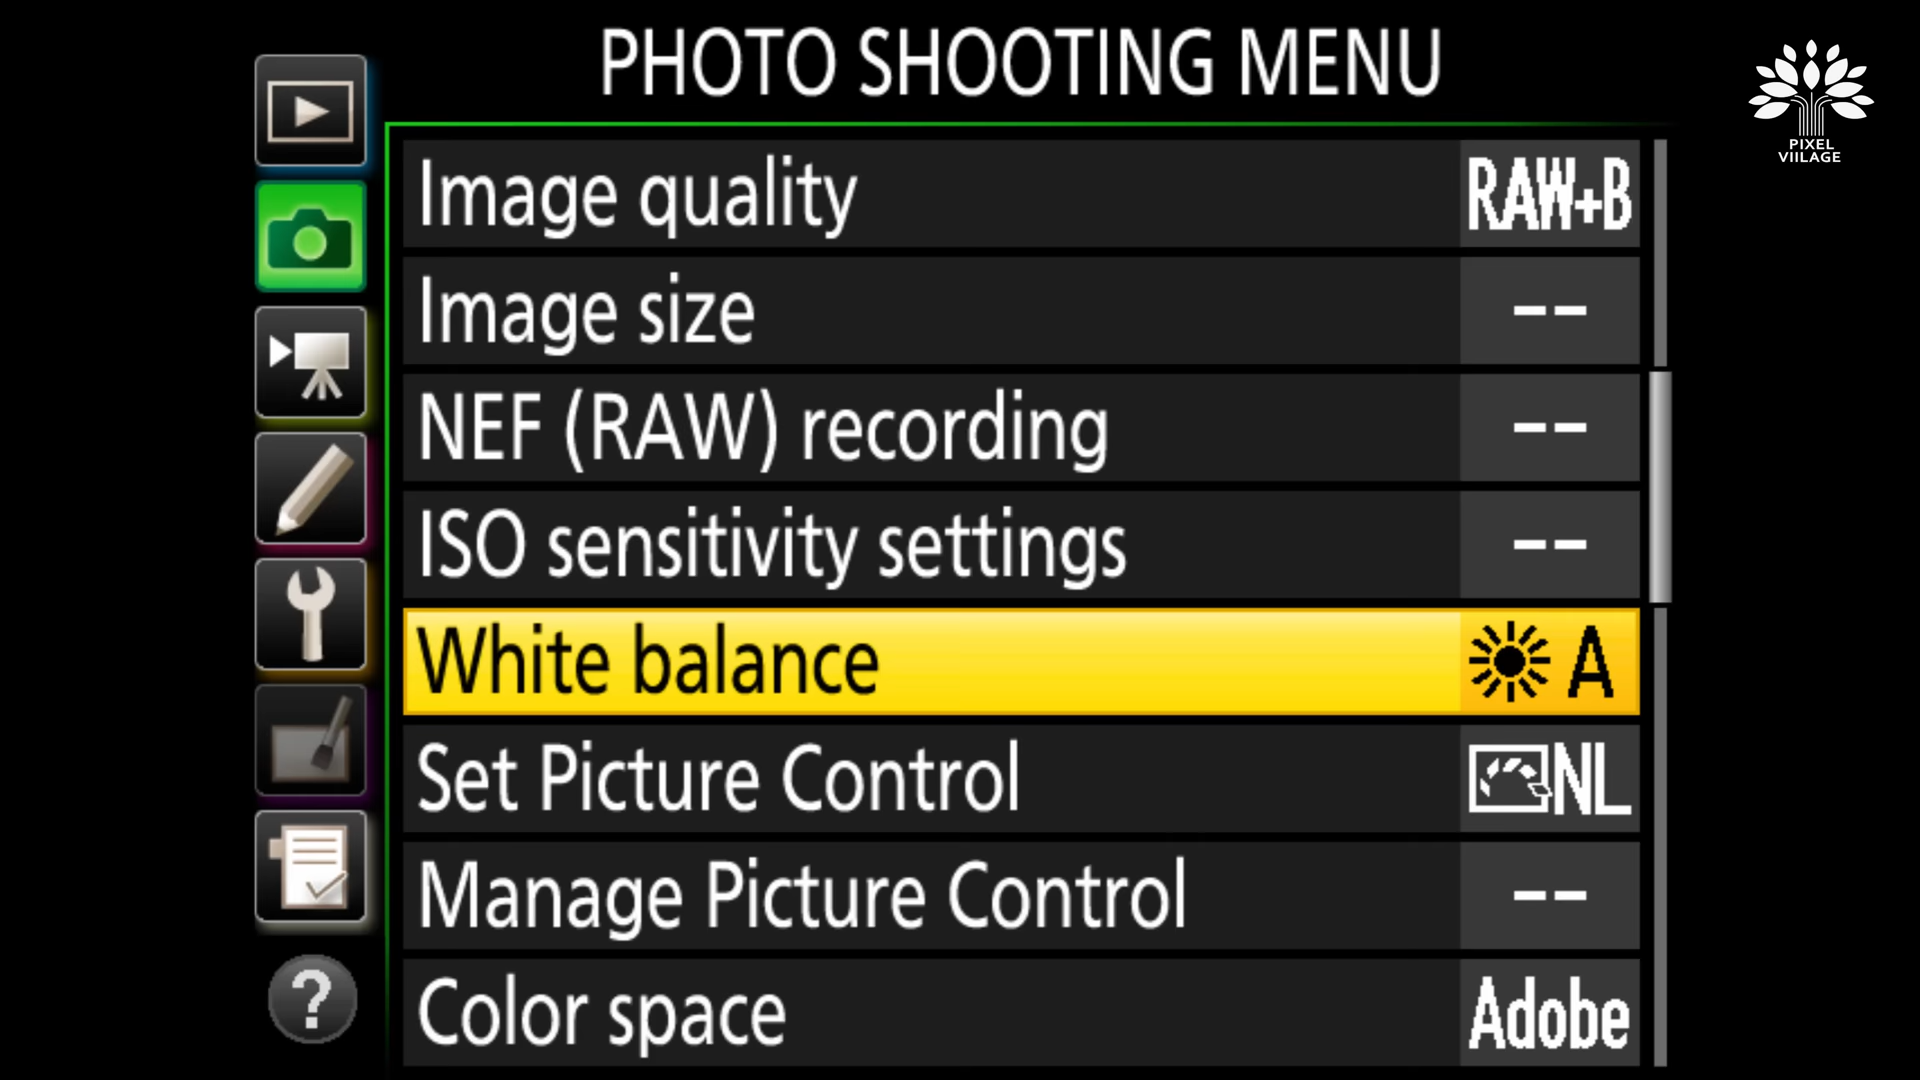 PHOTO SHOOTING MENU
PIXEL
VIILAGE
Image quality RAW+B
Image size --
NEF (RAW) recording --
ISO sensitivity settings --
White balance A
Set Picture Control NL
Manage Picture Control --
Color space Adobe
?